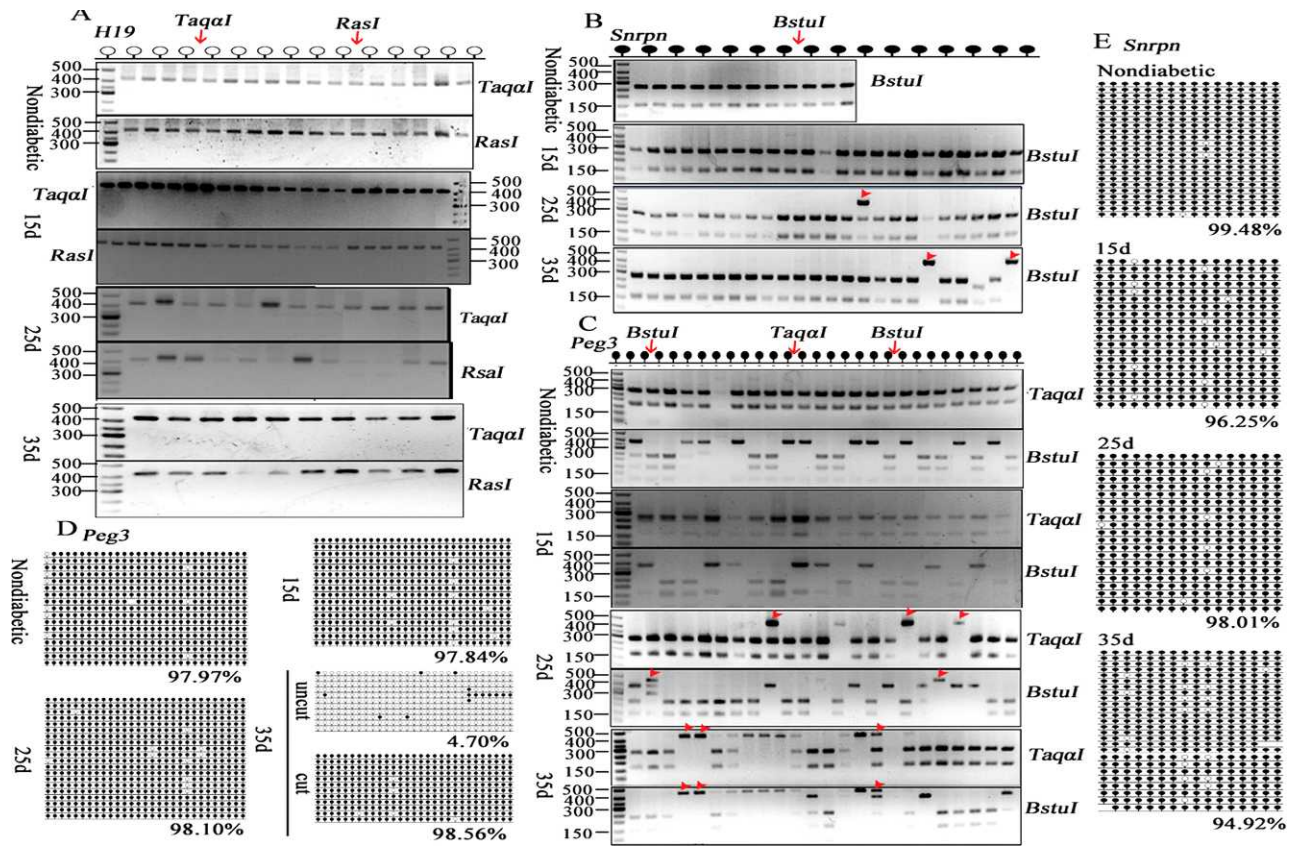 A
H19
TaqαI
RasI
Nondiabetic
500
400
300
TaqαI
500
400
300
RasI
15d
TaqαI
500
400
300
RasI
500
400
300
25d
500
400
300
TaqαI
500
400
300
RsaI
35d
500
400
300
TaqαI
500
400
300
RasI
B
Snrpn
BstuI
Nondiabetic
500
400
300
150
BstuI
15d
500
400
300
150
BstuI
25d
500
400
300
150
BstuI
35d
500
400
300
150
BstuI
C
Peg3
BstuI
TaqαI
BstuI
Nondiabetic
500
400
300
150
TaqαI
500
400
300
150
BstuI
15d
500
400
300
150
TaqαI
500
400
300
150
BstuI
25d
500
400
300
150
TaqαI
500
400
300
150
BstuI
35d
500
400
300
150
TaqαI
500
400
300
150
BstuI
D
Peg3
Nondiabetic
97.97%
15d
97.84%
25d
98.10%
35d
uncut
4.70%
cut
98.56%
E
Snrpn
Nondiabetic
99.48%
15d
96.25%
25d
98.01%
35d
94.92%